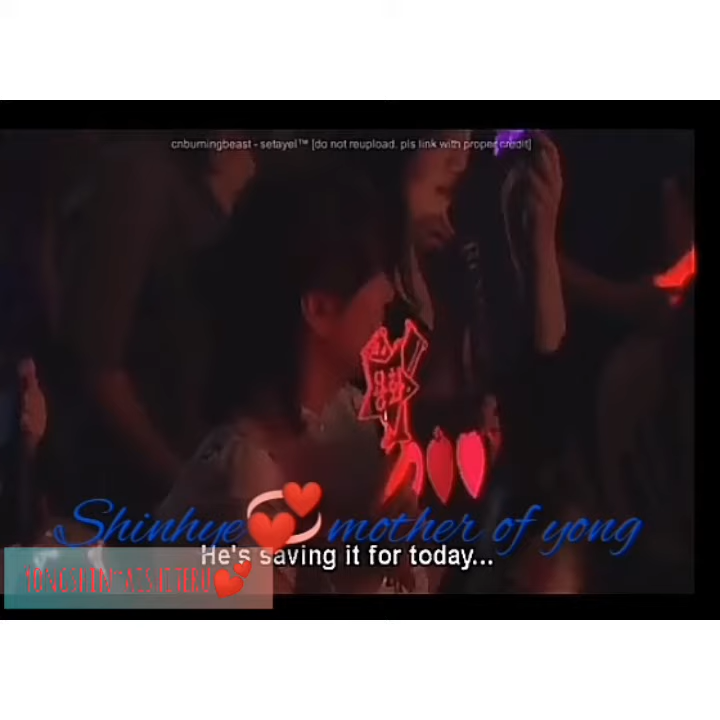 cnburningbeast - setayel™ [do not reupload. pls link with proper credit]
Shinhye💞mother of yong
He's saving it for today...
YONGSHINHAISHITERU💕